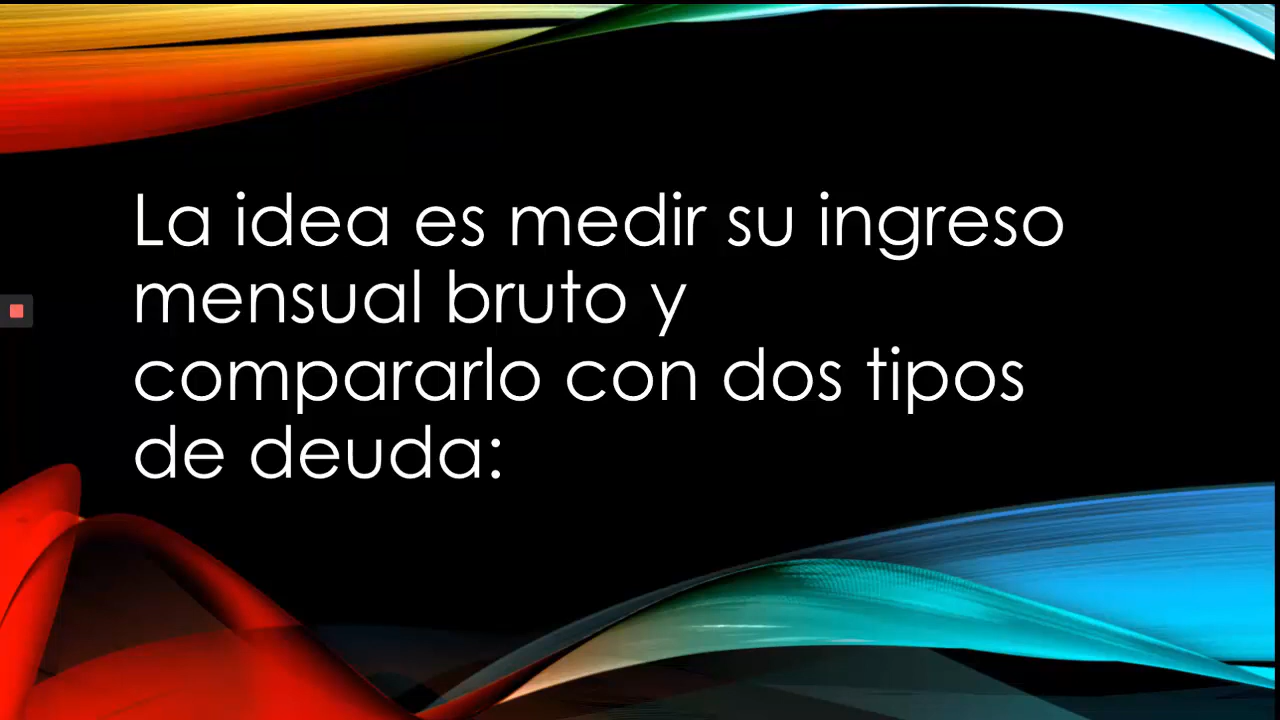 La idea es medir su ingreso
mensual bruto y
compararlo con dos tipos
de deuda: